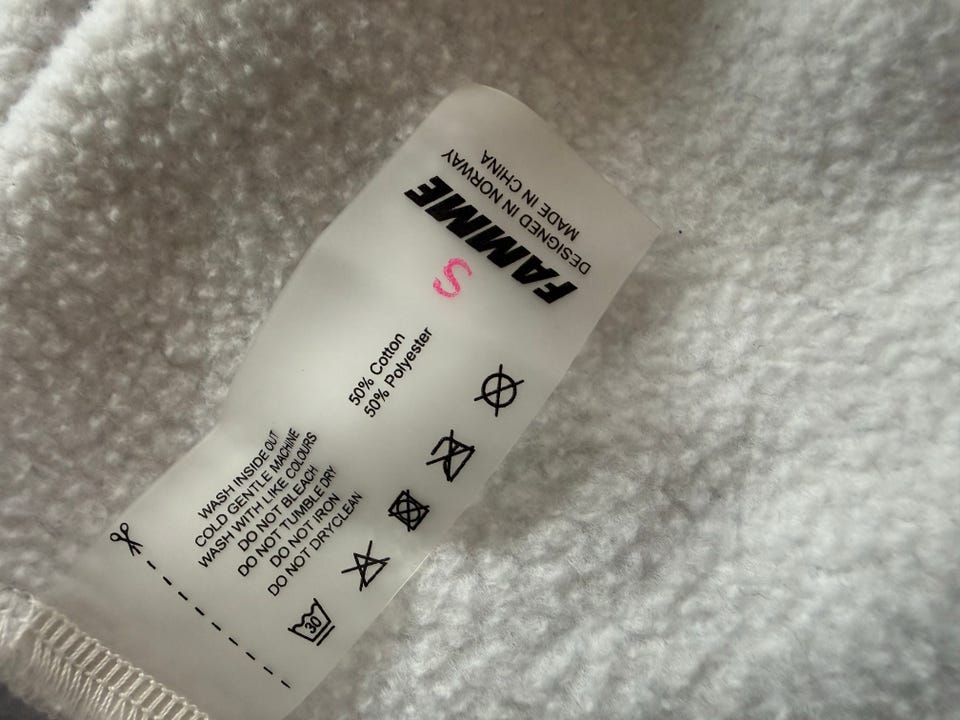 FAMME
DESIGNED IN NORWAY
MADE IN CHINA
S
50% Cotton
50% Polyester
WASH INSIDE OUT
COLD GENTLE MACHINE
WASH WITH LIKE COLOURS
DO NOT BLEACH
DO NOT TUMBLE DRY
DO NOT IRON
DO NOT DRYCLEAN
30